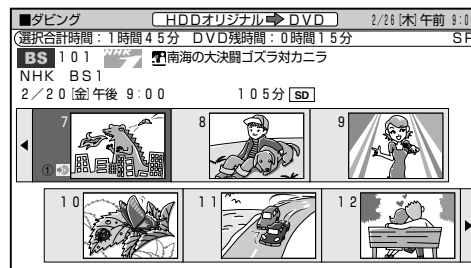 ■ダビング HDDオリジナル➡DVD 2/26[木]午前 9:0
選択合計時間:1時間45分 DVD残時間:0時間15分 SP
BS 101 NHK 南海の大決闘ゴズラ対カニラ
NHK BS1
2/20[金]午後 9:00 105分 SD
7 8 9
①
10 11 12